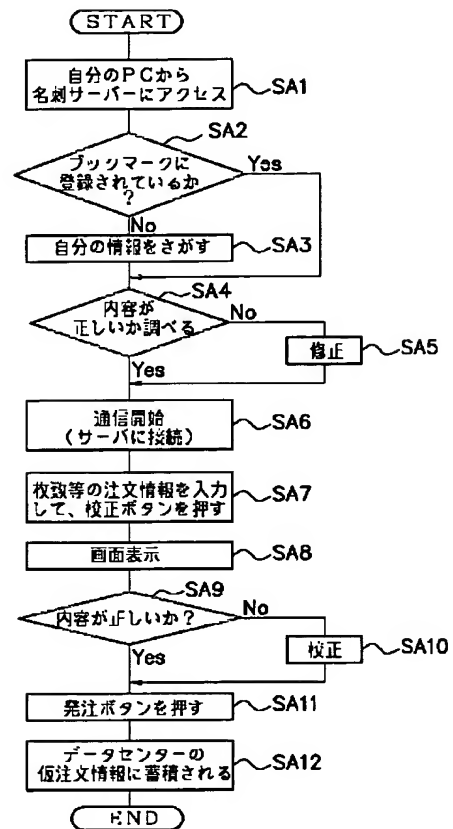 START
自分のPCから
名刺サーバーにアクセス
SA1
SA2
ブックマークに
登録されているか
?
Yes
No
自分の情報をさがす
SA3
SA4
内容が
正しいか調べる
No
修正
SA5
Yes
通信開始
(サーバに接続)
SA6
枚数等の注文情報を入力
して、校正ボタンを押す
SA7
画面表示
SA8
SA9
内容が正しいか?
No
校正
SA10
Yes
発注ボタンを押す
SA11
データセンターの
仮注文情報に蓄積される
SA12
END